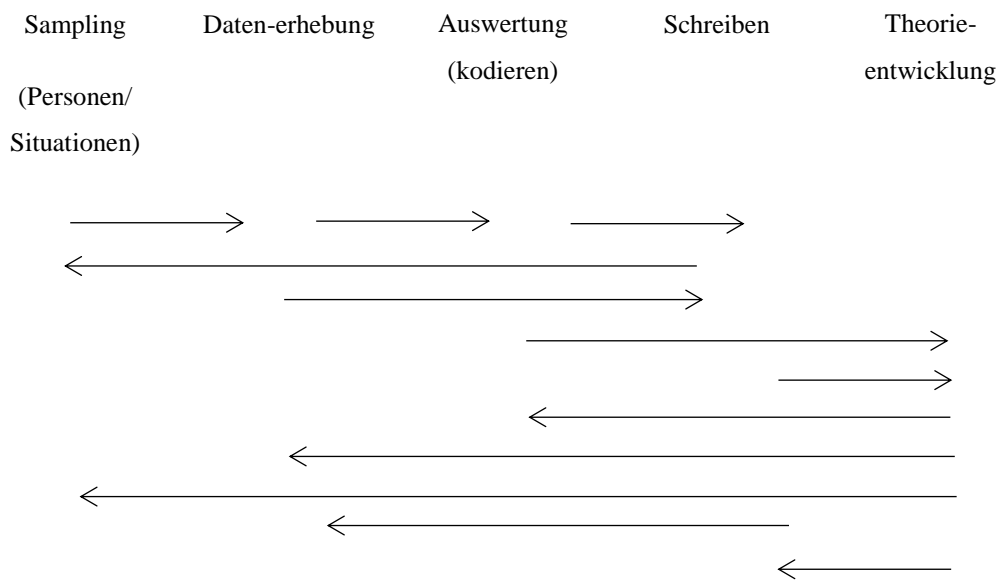 Sampling
(Personen/
Situationen)
Daten-erhebung
Auswertung
(kodieren)
Schreiben
Theorie-
entwicklung